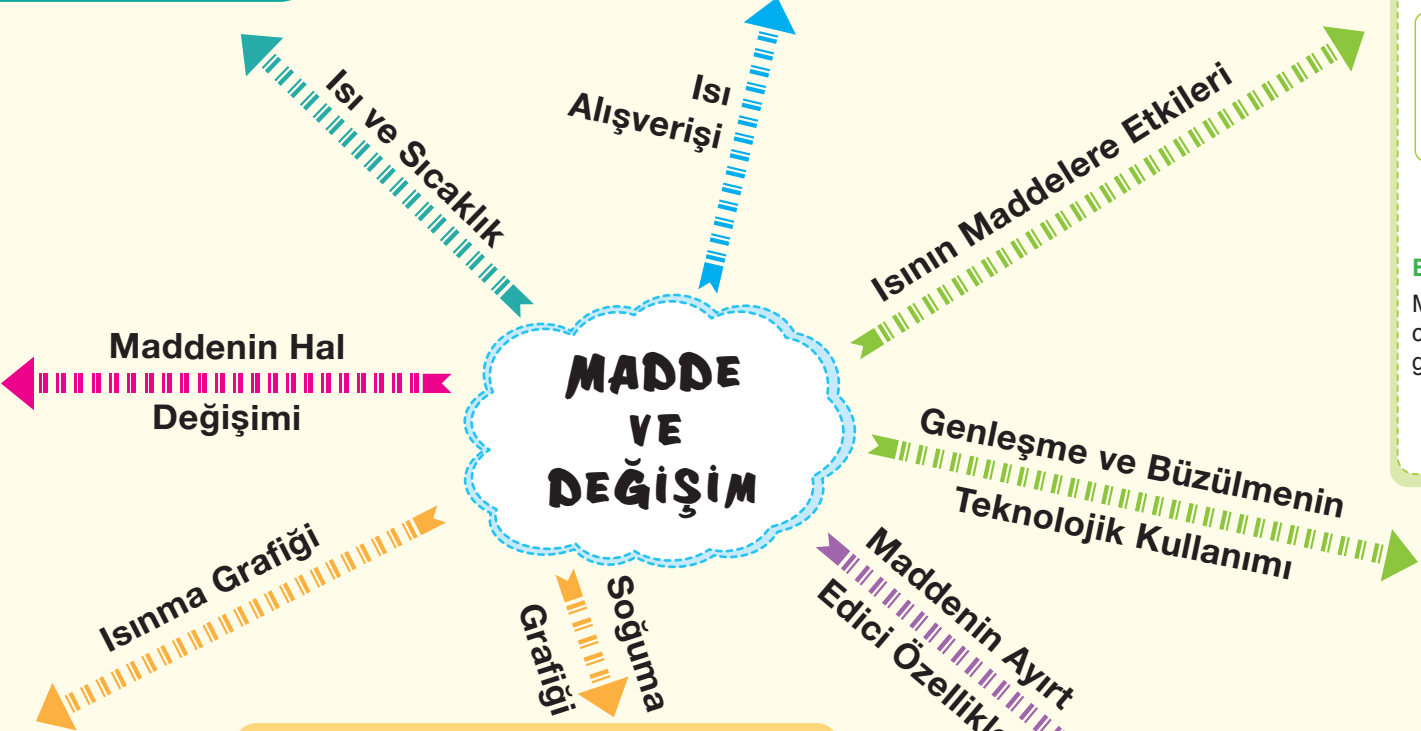 Isı ve Sıcaklık
Isı
Alışverişi
Isının Maddelere Etkileri
Maddenin Hal
Değişimi
MADDE
VE
DEĞİŞİM
Genleşme ve Büzülmenin
Teknolojik Kullanımı
Isınma Grafiği
Soğuma
Grafiği
Maddenin Ayırt
Edici